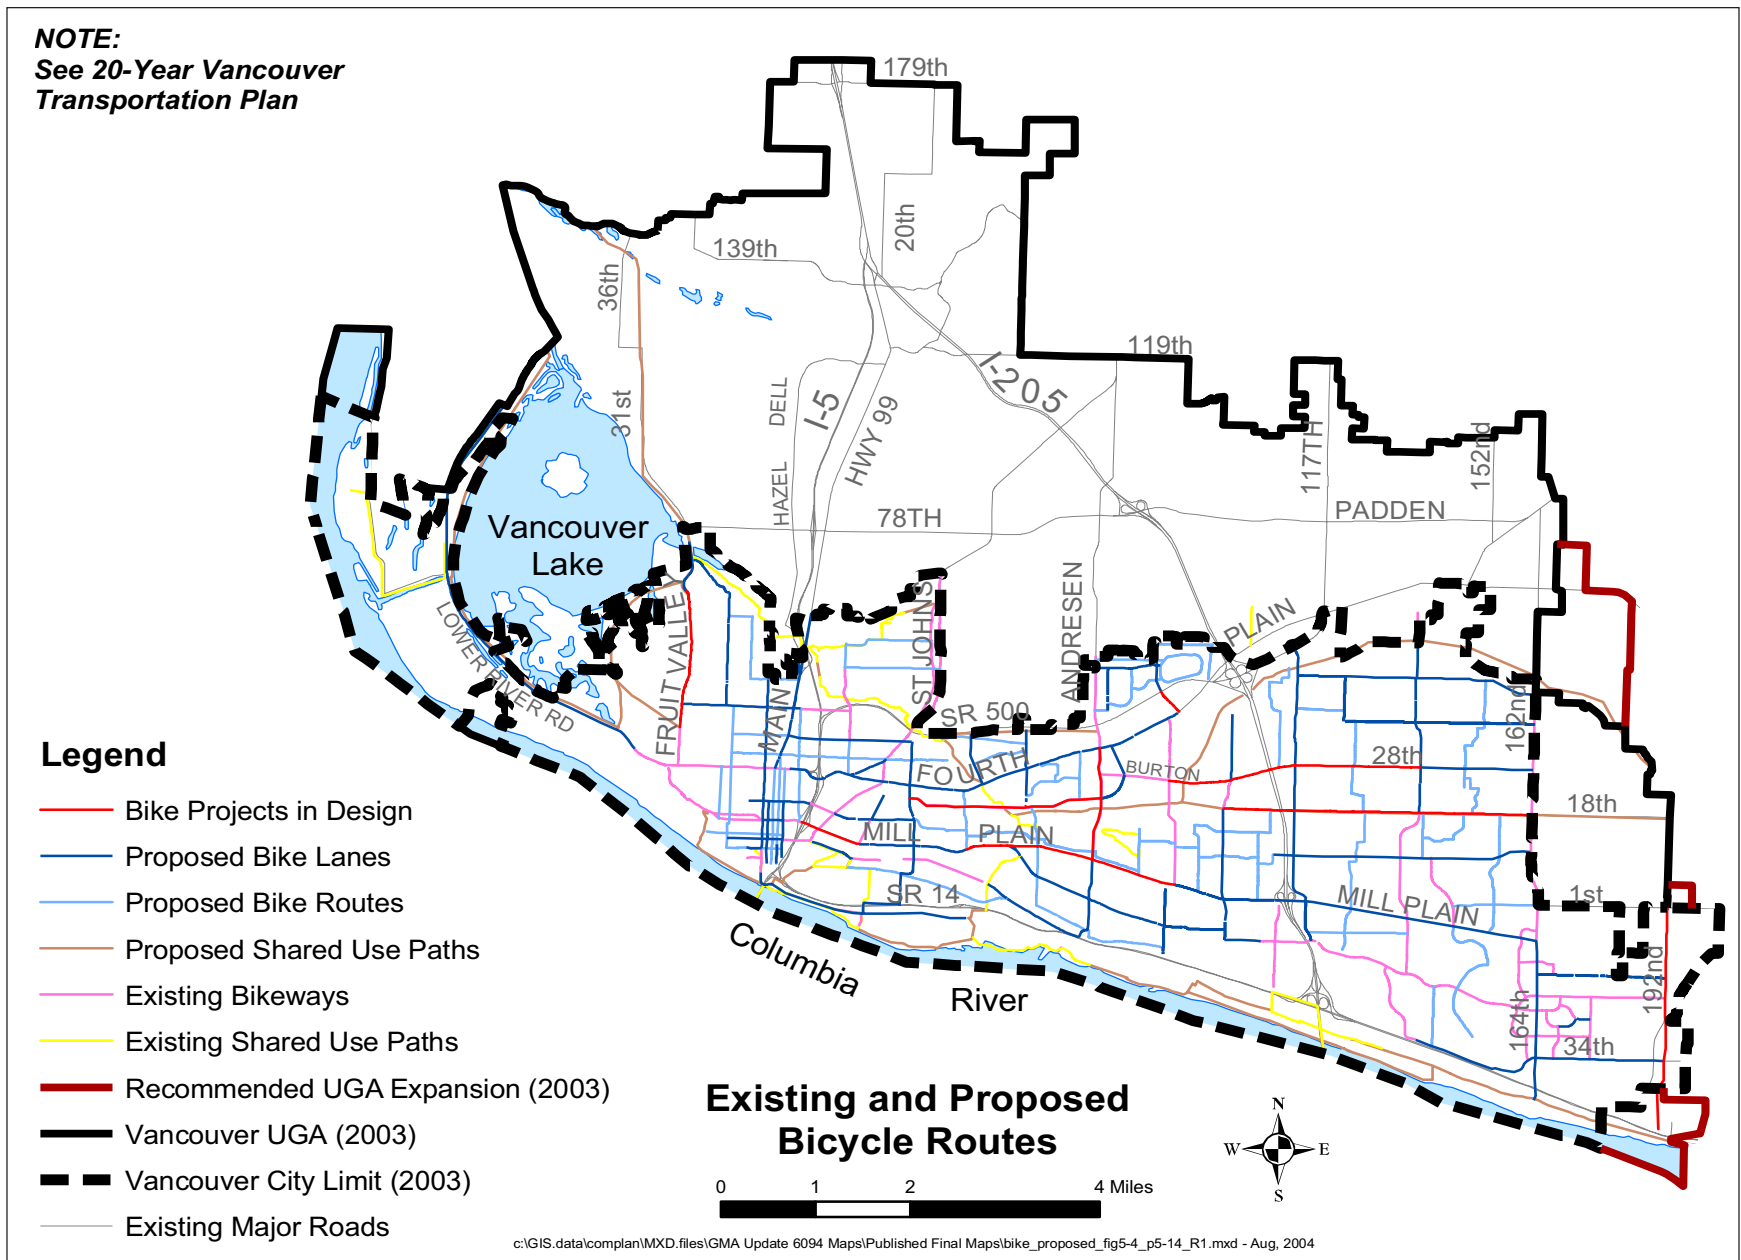 NOTE:
See 20-Year Vancouver
Transportation Plan
179th
20th
139th
36th
119th
I-205
31st
HAZEL DELL
I-5
HWY 99
117TH
152nd
78TH
PADDEN
Vancouver
Lake
LOWER RIVER RD
FRUIT VALLEY
MAIN
ST JOHNS
SR 500
ANDRESEN
PLAIN
162nd
FOURTH
BURTON
28th
18th
MILL PLAIN
SR 14
MILL PLAIN
1st
192nd
164th
34th
Columbia
River
Legend
Bike Projects in Design
Proposed Bike Lanes
Proposed Bike Routes
Proposed Shared Use Paths
Existing Bikeways
Existing Shared Use Paths
Recommended UGA Expansion (2003)
Vancouver UGA (2003)
Vancouver City Limit (2003)
Existing Major Roads
Existing and Proposed
Bicycle Routes
N
W E
S
0 1 2 4 Miles
c:\GIS.data\complan\MXD.files\GMA Update 6094 Maps\Published Final Maps\bike_proposed_fig5-4_p5-14_R1.mxd - Aug, 2004